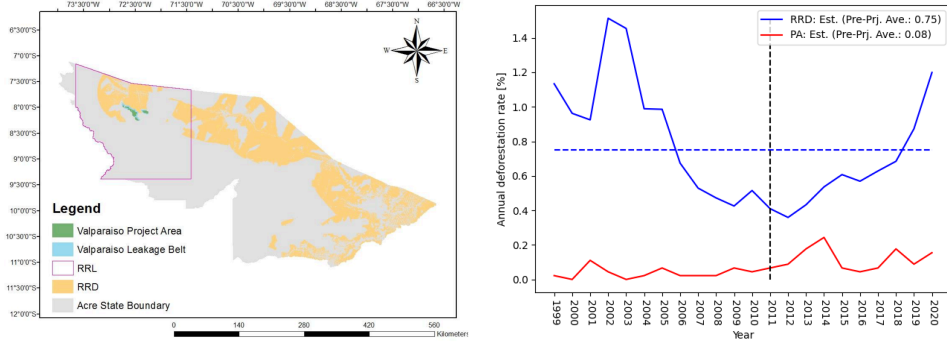 73°30'0"W 72°30'0"W 71°30'0"W 70°30'0"W 69°30'0"W 68°30'0"W 67°30'0"W 66°30'0"W
6°30'0"S
7°0'0"S
7°30'0"S
8°0'0"S
8°30'0"S
9°0'0"S
9°30'0"S
10°0'0"S
10°30'0"S
11°0'0"S
11°30'0"S
12°0'0"S
N
W E
S
Legend
Valparaiso Project Area
Valparaiso Leakage Belt
RRL
RRD
Acre State Boundary
0 140 280 420 560
Kilometers
RRD: Est. (Pre-Prj. Ave.: 0.75)
PA: Est. (Pre-Prj. Ave.: 0.08)
Annual deforestation rate [%]
1.4
1.2
1.0
0.8
0.6
0.4
0.2
0.0
1999 2000 2001 2002 2003 2004 2005 2006 2007 2008 2009 2010 2011 2012 2013 2014 2015 2016 2017 2018 2019 2020
Year